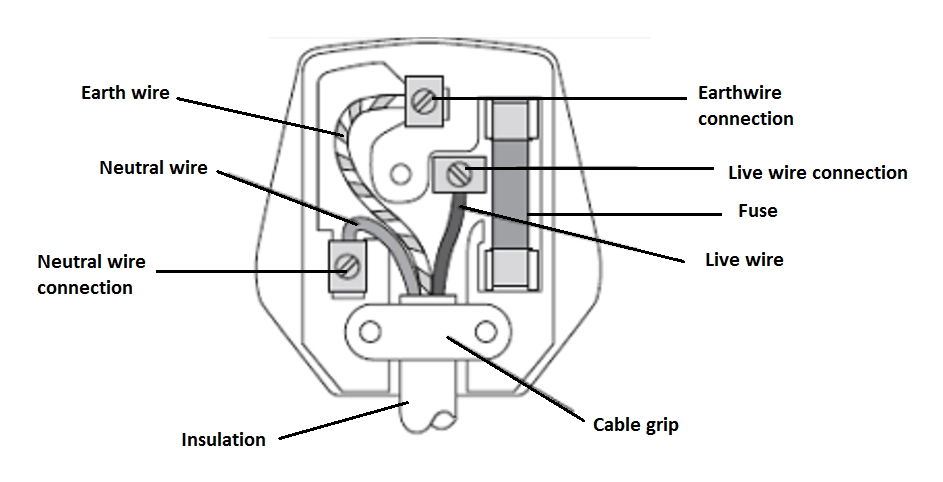 Earth wire
Earthwire
connection
Neutral wire
Live wire connection
Fuse
Neutral wire
connection
Live wire
Cable grip
Insulation